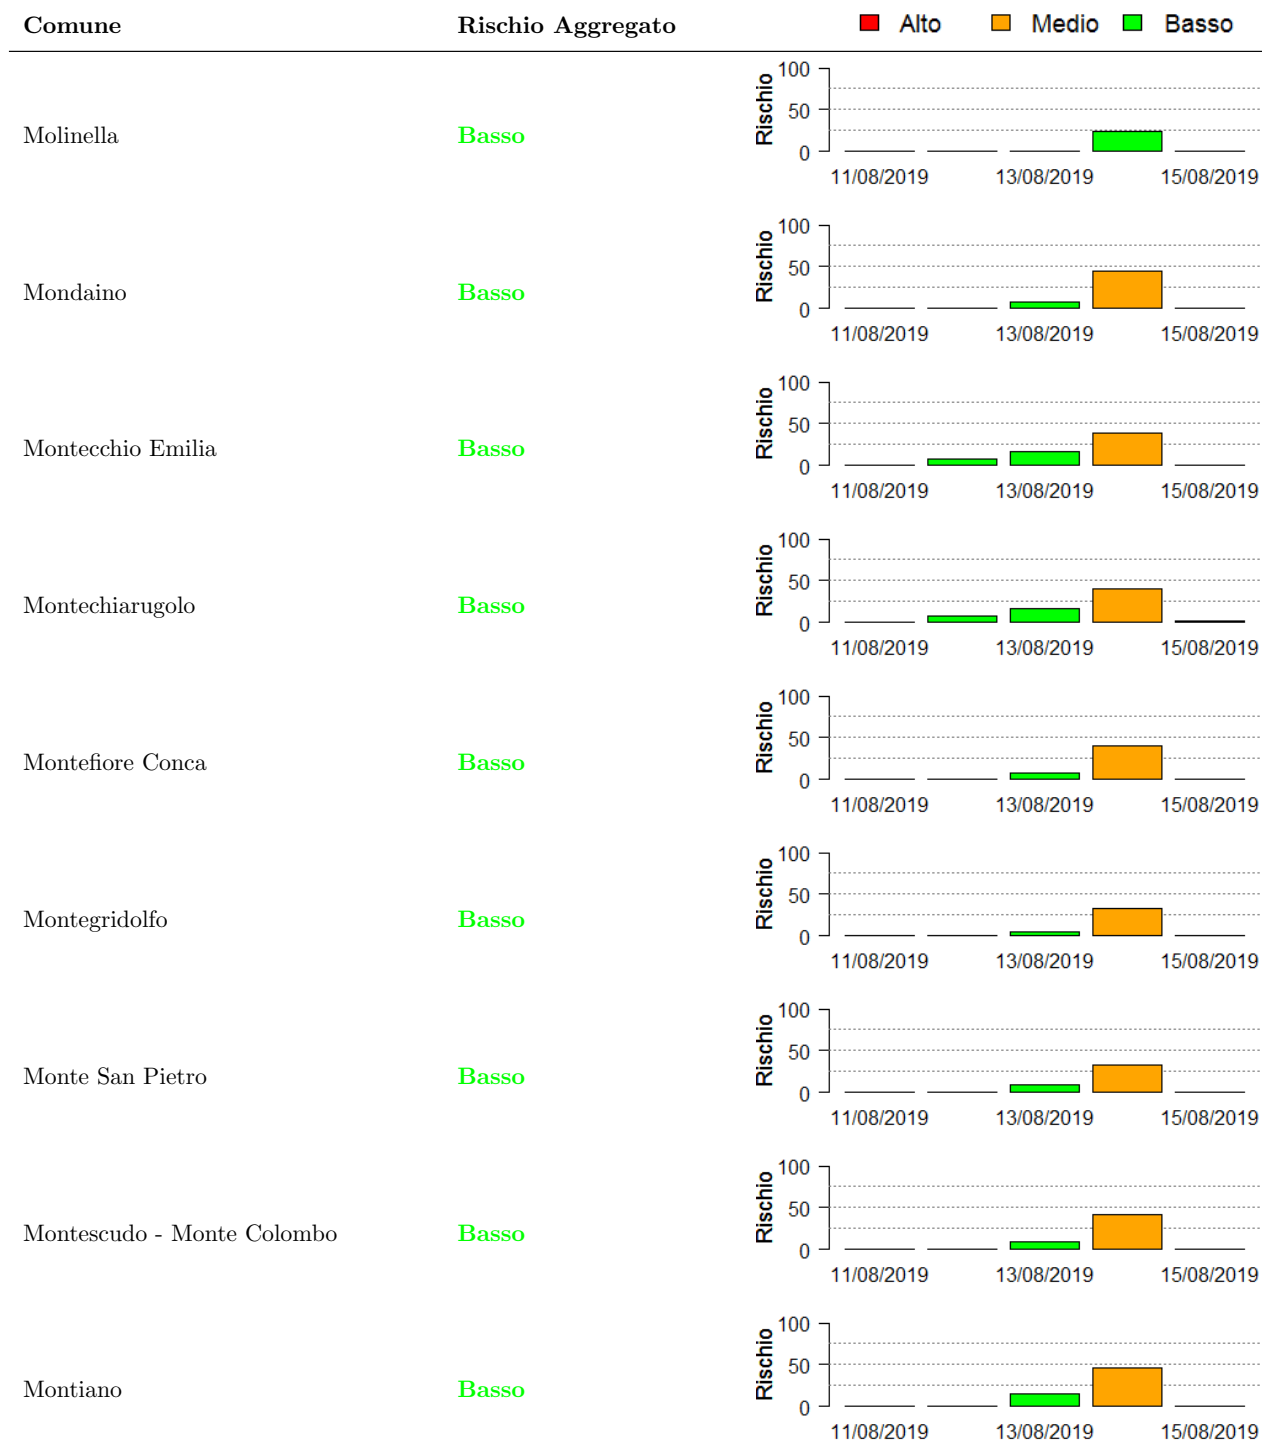 Comune Rischio Aggregato Alto Medio Basso
Molinella Basso Rischio 100 50 0
11/08/2019 13/08/2019 15/08/2019
Mondaino Basso Rischio 100 50 0
11/08/2019 13/08/2019 15/08/2019
Montecchio Emilia Basso Rischio 100 50 0
11/08/2019 13/08/2019 15/08/2019
Montechiarugolo Basso Rischio 100 50 0
11/08/2019 13/08/2019 15/08/2019
Montefiore Conca Basso Rischio 100 50 0
11/08/2019 13/08/2019 15/08/2019
Montegridolfo Basso Rischio 100 50 0
11/08/2019 13/08/2019 15/08/2019
Monte San Pietro Basso Rischio 100 50 0
11/08/2019 13/08/2019 15/08/2019
Montescudo - Monte Colombo Basso Rischio 100 50 0
11/08/2019 13/08/2019 15/08/2019
Montiano Basso Rischio 100 50 0
11/08/2019 13/08/2019 15/08/2019